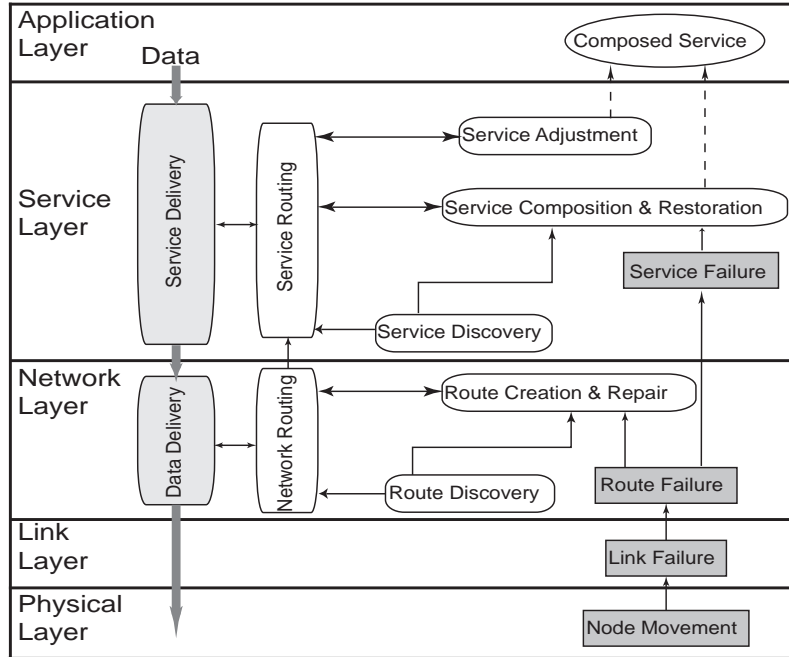 Application
Layer
Data
Composed Service
Service
Layer
Service Delivery
Service Routing
Service Adjustment
Service Composition & Restoration
Service Failure
Service Discovery
Network
Layer
Data Delivery
Network Routing
Route Creation & Repair
Route Discovery
Route Failure
Link
Layer
Link Failure
Physical
Layer
Node Movement